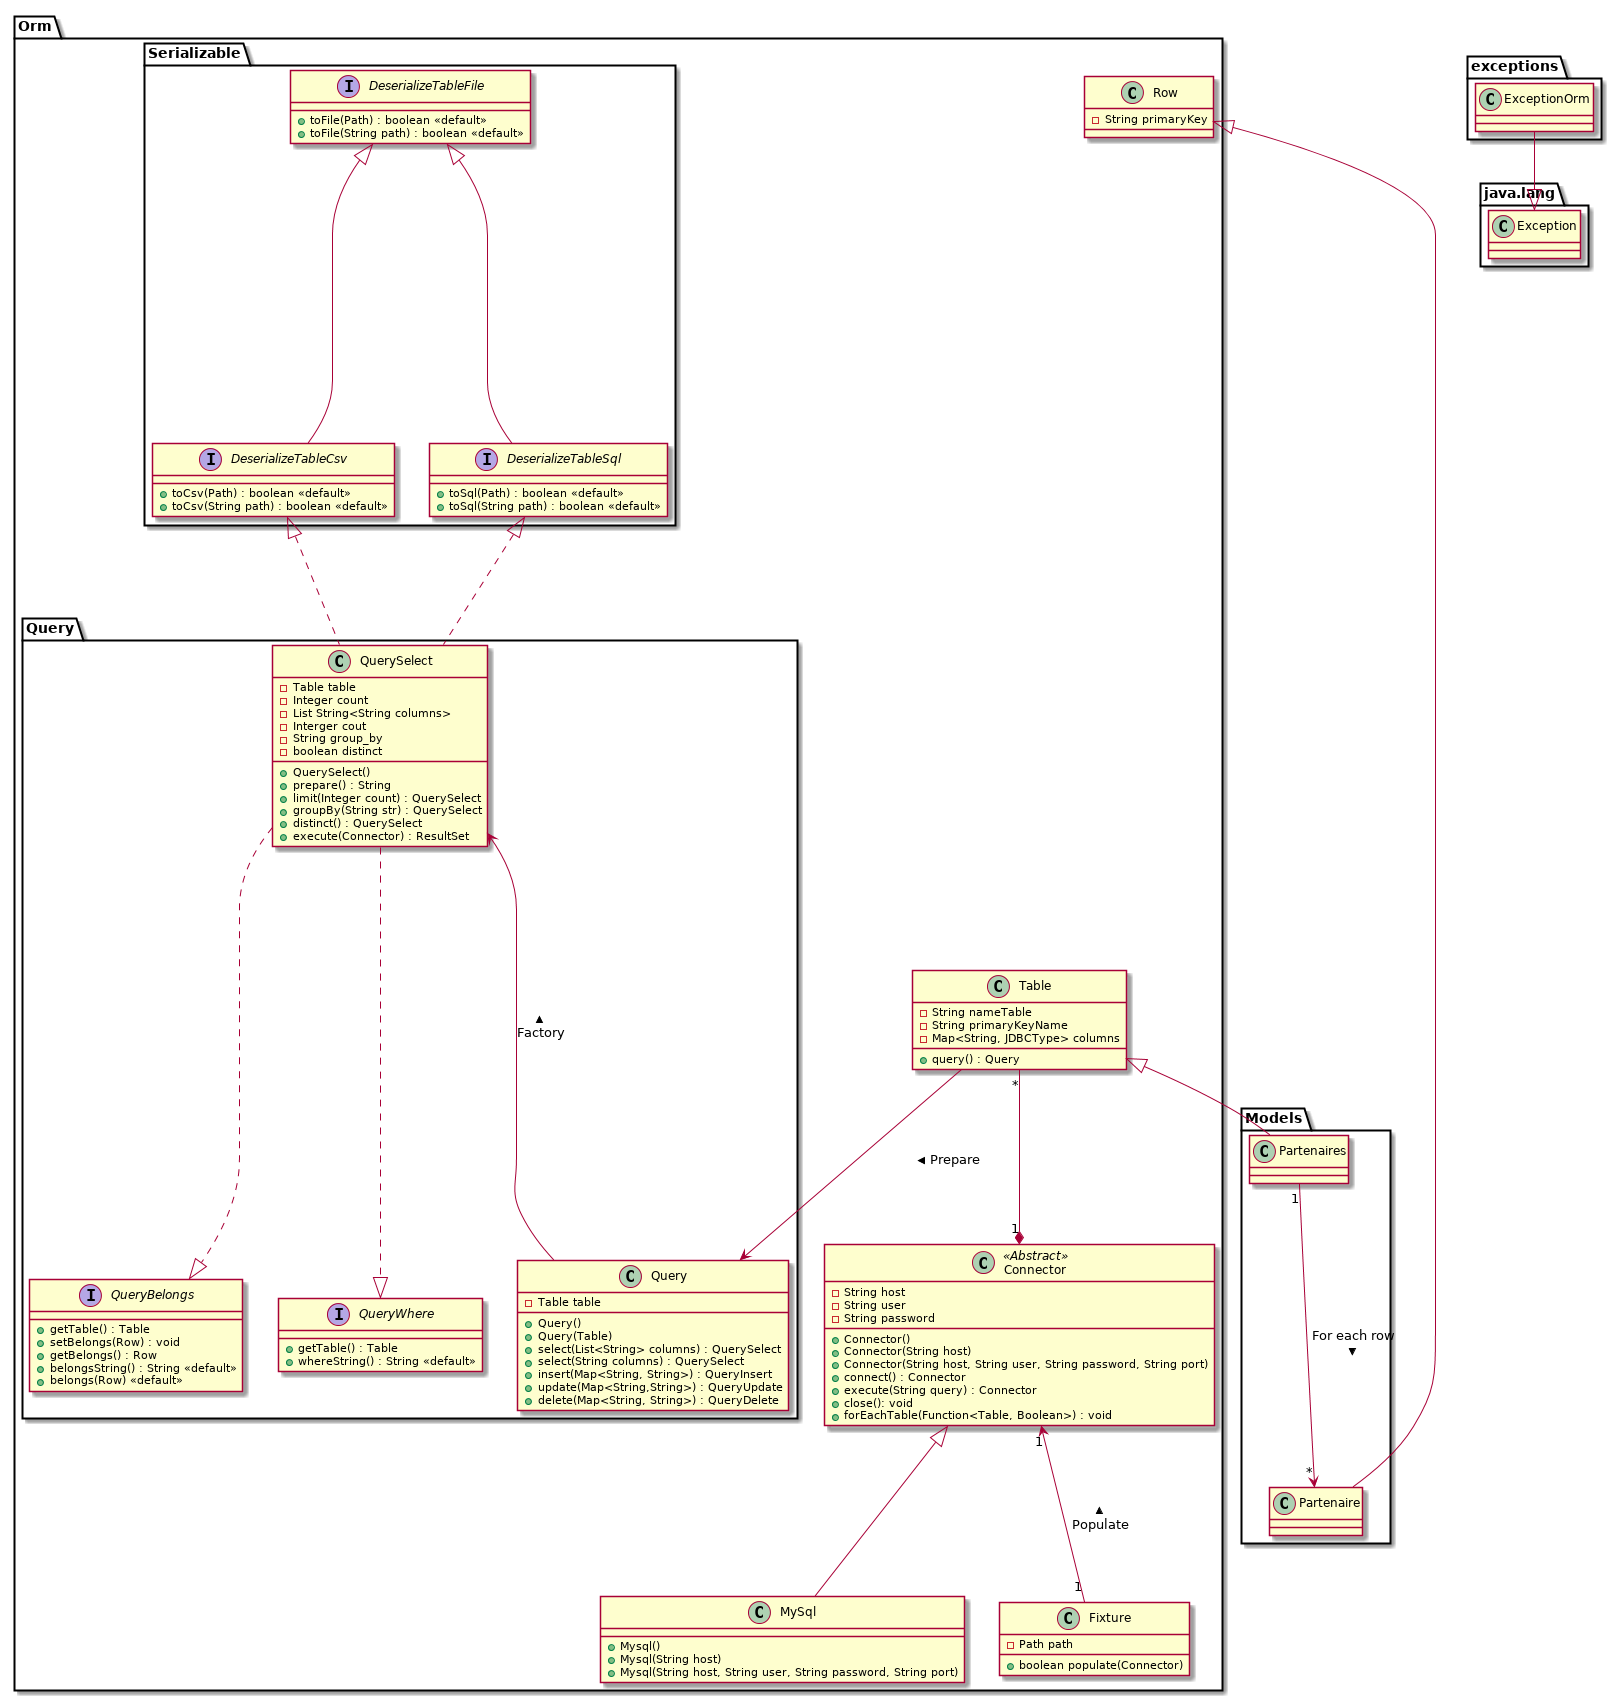 Orm
Serializable
I DeserializeTableFile
toFile(Path) : boolean «default»
toFile(String path) : boolean «default»
C Row
String primaryKey
exceptions
C ExceptionOrm
java.lang
C Exception
I DeserializeTableCsv
toCsv(Path) : boolean «default»
toCsv(String path) : boolean «default»
I DeserializeTableSql
toSql(Path) : boolean «default»
toSql(String path) : boolean «default»
Query
C QuerySelect
Table table
Integer count
List String<String columns>
Interger cout
String group_by
boolean distinct
QuerySelect()
prepare() : String
limit(Integer count) : QuerySelect
groupBy(String str) : QuerySelect
distinct() : QuerySelect
execute(Connector) : ResultSet
▲
Factory
C Table
String nameTable
String primaryKeyName
Map<String, JDBCType> columns
query() : Query
*
◄ Prepare
1
Models
C Partenaires
1
For each row
▼
*
C Partenaire
I QueryBelongs
getTable() : Table
setBelongs(Row) : void
getBelongs() : Row
belongsString() : String «default»
belongs(Row) «default»
I QueryWhere
getTable() : Table
whereString() : String «default»
C Query
Table table
Query()
Query(Table)
select(List<String> columns) : QuerySelect
select(String columns) : QuerySelect
insert(Map<String, String>) : QueryInsert
update(Map<String,String>) : QueryUpdate
delete(Map<String, String>) : QueryDelete
C «Abstract»
Connector
String host
String user
String password
Connector()
Connector(String host)
Connector(String host, String user, String password, String port)
connect() : Connector
execute(String query) : Connector
close(): void
forEachTable(Function<Table, Boolean>) : void
1
▲
Populate
1
C MySql
Mysql()
Mysql(String host)
Mysql(String host, String user, String password, String port)
C Fixture
Path path
boolean populate(Connector)